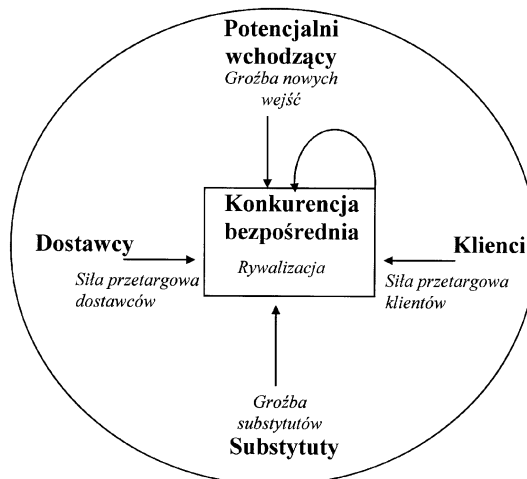 Potencjalni
wchodzący
Groźba nowych
wejść
Konkurencja
bezpośrednia
Rywalizacja
Dostawcy
Siła przetargowa
dostawców
Klienci
Siła przetargowa
klientów
Groźba
substytutów
Substytuty